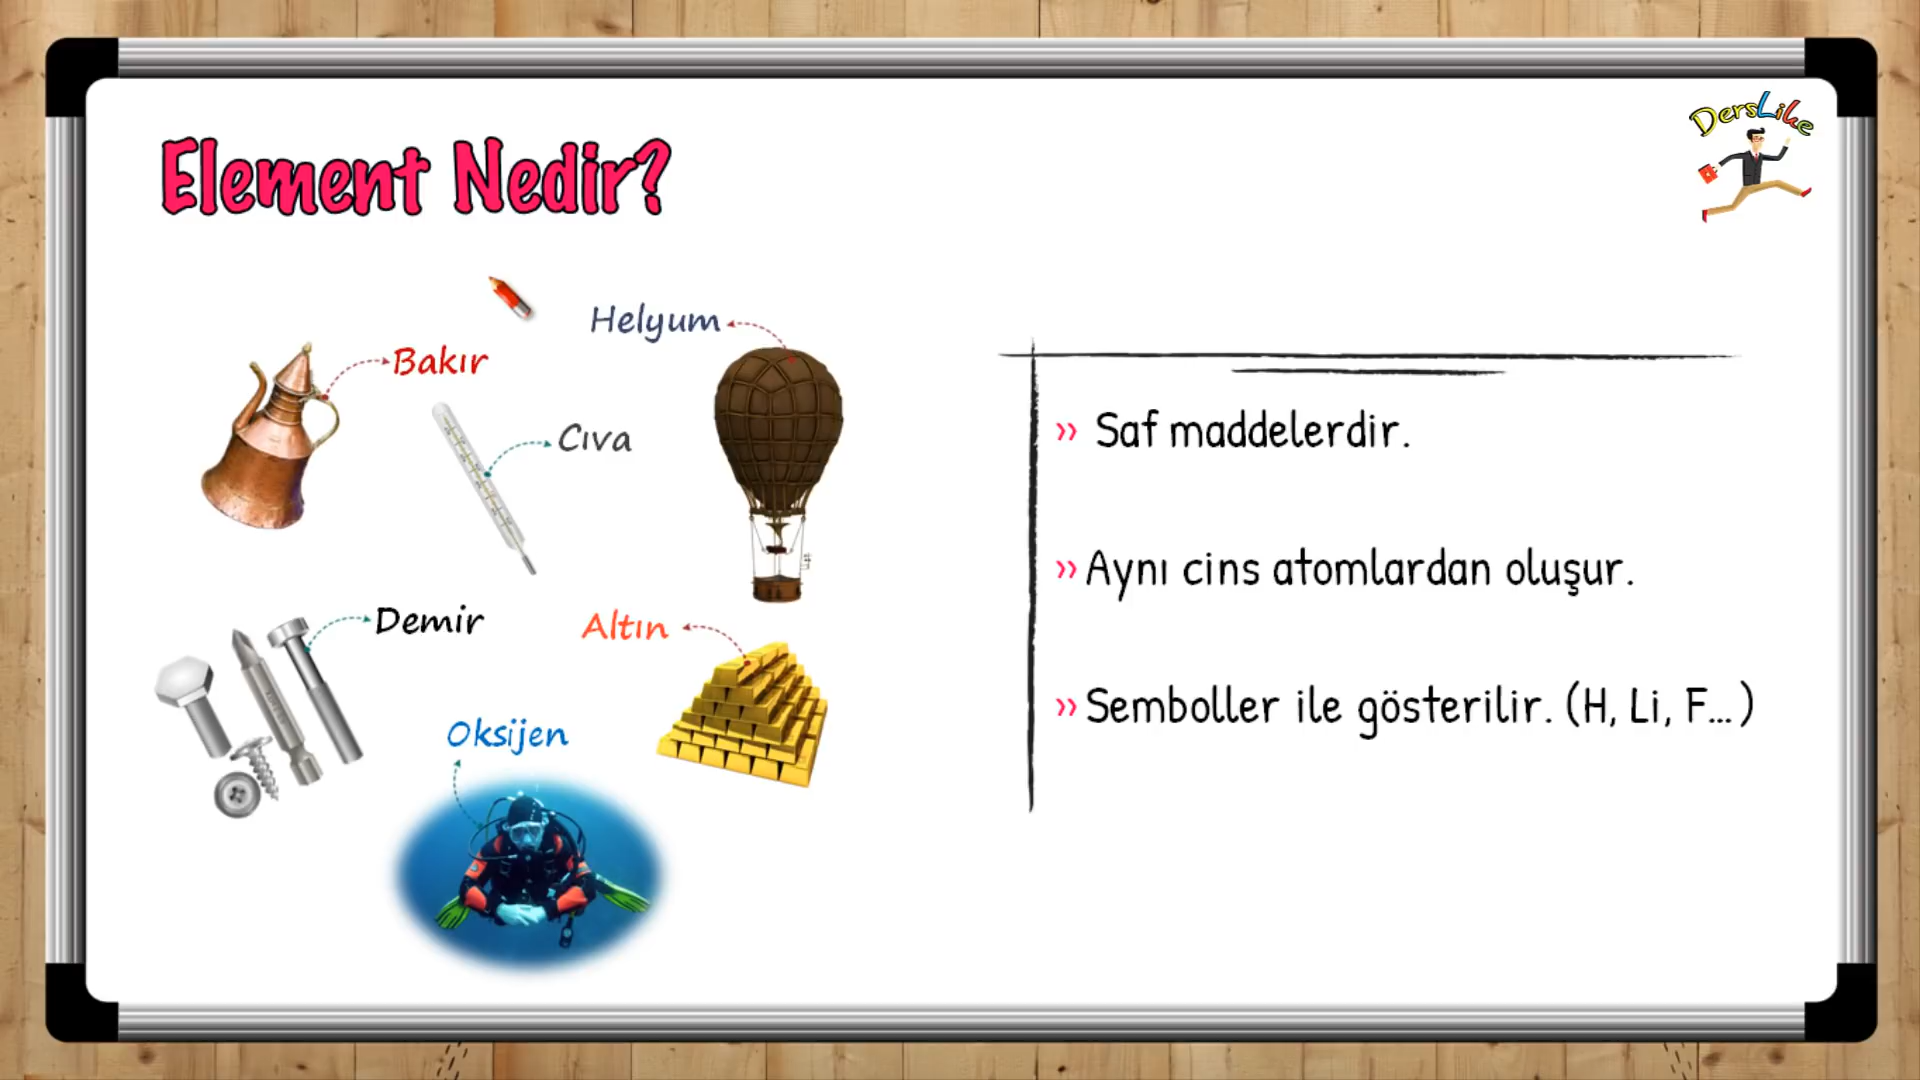 DersLike
Element Nedir?
Helyum
Bakır
Cıva
Demir
Altın
Oksijen
›› Saf maddelerdir.
›› Aynı cins atomlardan oluşur.
›› Semboller ile gösterilir. (H, Li, F...)